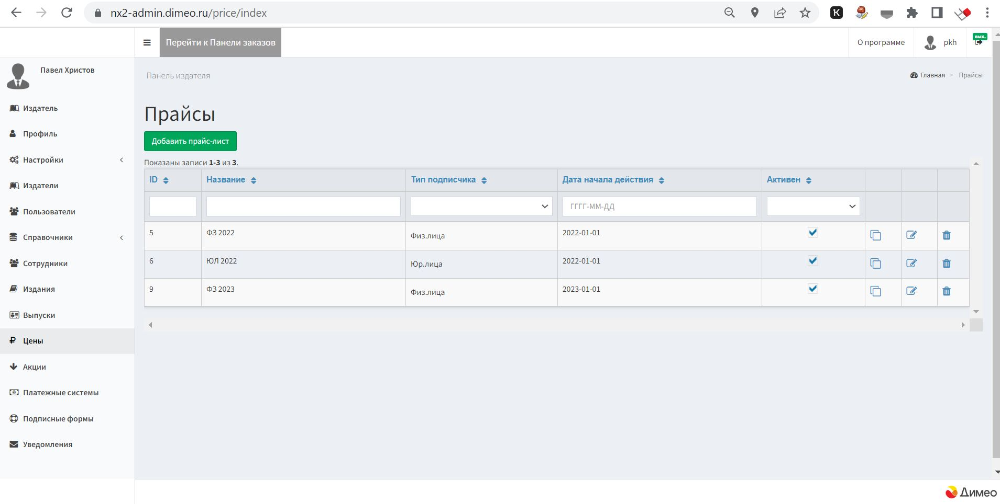 nx2-admin.dimeo.ru/price/index
K
Перейти к Панели заказов
О программе
pkh
вых.
Павел Христов
Панель издателя
Главная > Прайсы
Издатель
Профиль
Настройки
Издатели
Пользователи
Справочники
Сотрудники
Издания
Выпуски
Цены
Акции
Платежные системы
Подписные формы
Уведомления
Прайсы
Добавить прайс-лист
Показаны записи 1-3 из 3.
ID Название Тип подписчика Дата начала действия Активен
ГГГГ-ММ-ДД
5 ФЗ 2022 Физ.лица 2022-01-01
6 ЮЛ 2022 Юр.лица 2022-01-01
9 ФЗ 2023 Физ.лица 2023-01-01
Димео